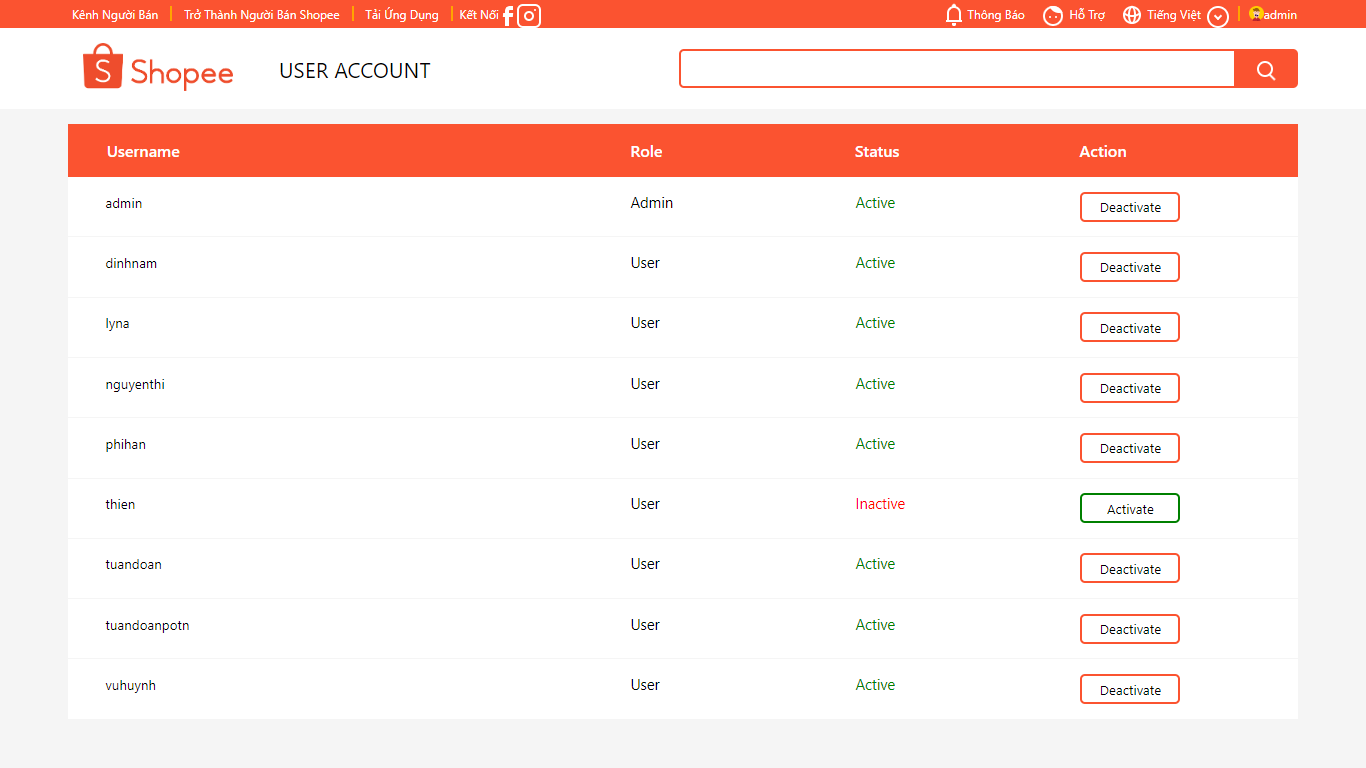 Kênh Người Bán Trở Thành Người Bán Shopee Tải Ứng Dụng Kết Nối Thông Báo Hỗ Trợ Tiếng Việt admin
S Shopee USER ACCOUNT
Username Role Status Action
admin Admin Active Deactivate
dinhnam User Active Deactivate
lyna User Active Deactivate
nguyenthi User Active Deactivate
phihan User Active Deactivate
thien User Inactive Activate
tuandoan User Active Deactivate
tuandoanpotn User Active Deactivate
vuhuynh User Active Deactivate